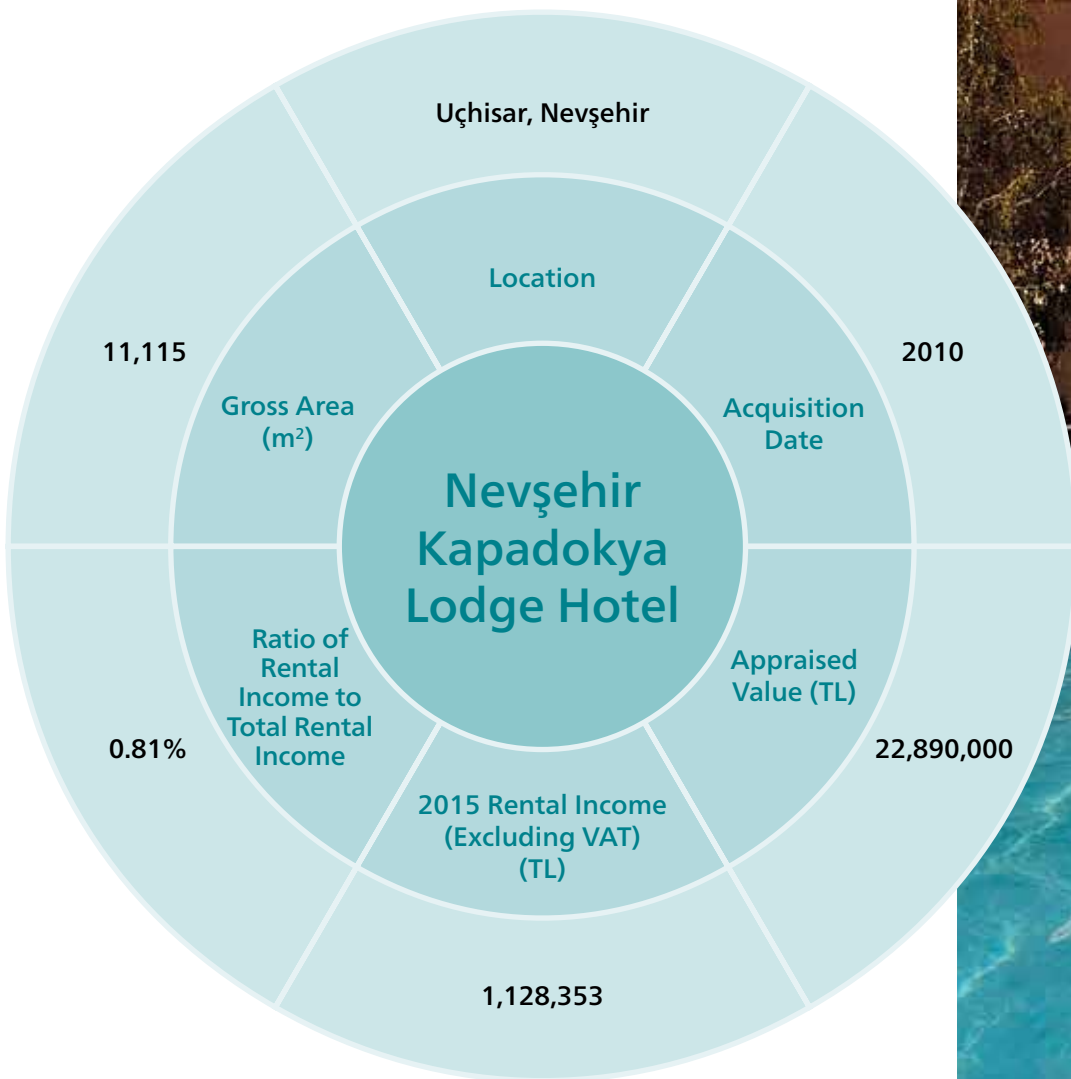 Nevşehir
Kapadokya
Lodge Hotel
Location
Uçhisar, Nevşehir
Acquisition
Date
2010
Appraised
Value (TL)
22,890,000
2015 Rental Income
(Excluding VAT)
(TL)
1,128,353
Ratio of
Rental
Income to
Total Rental
Income
0.81%
Gross Area
(m²)
11,115